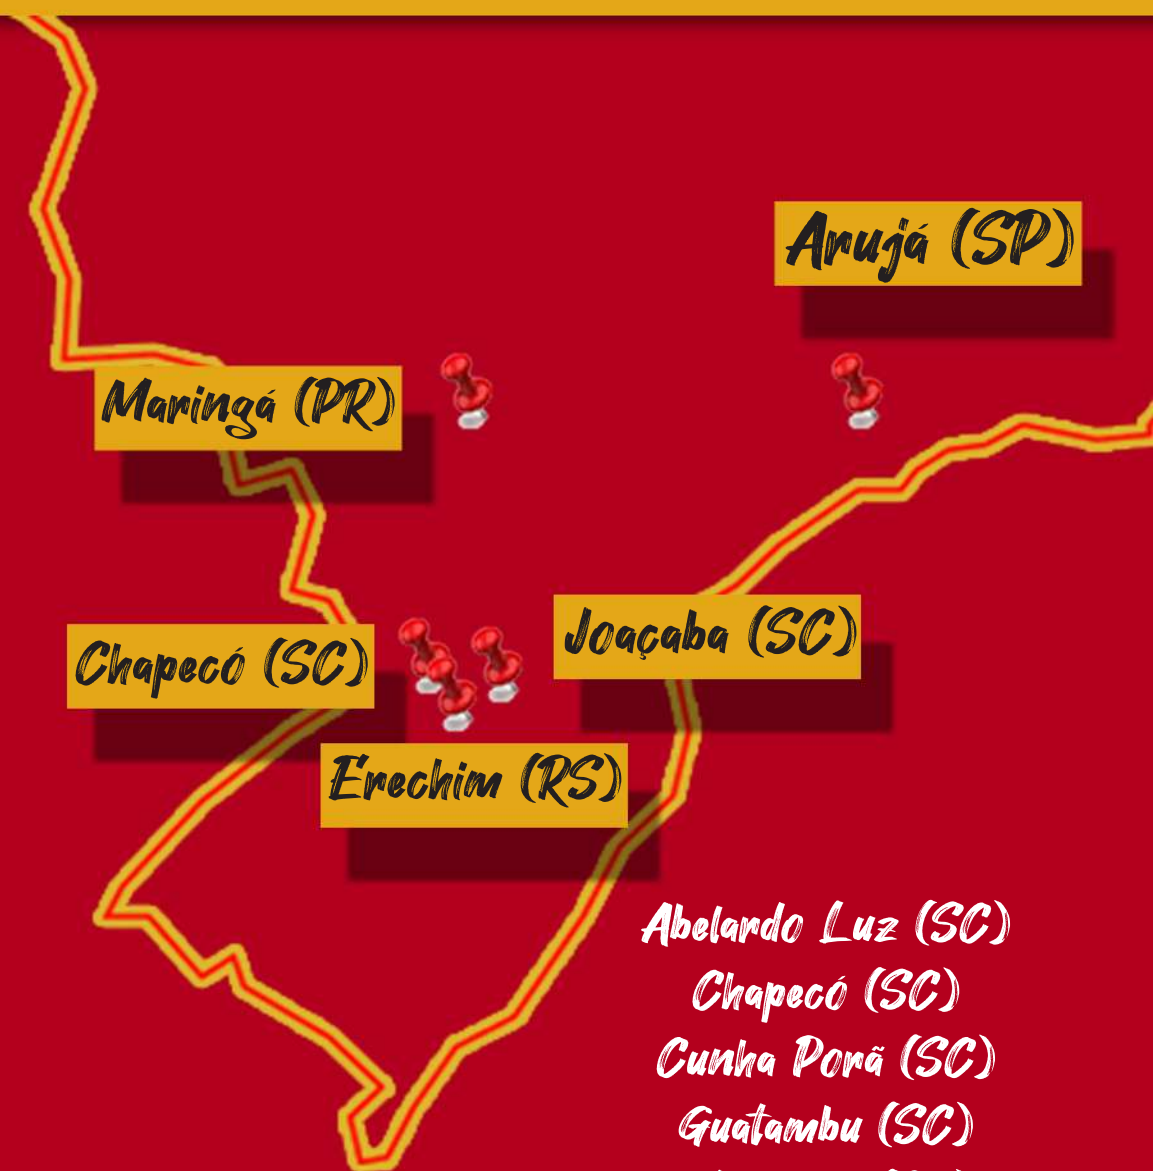 Arujá (SP)
Maringá (PR)
Joaçaba (SC)
Chapecó (SC)
Erechim (RS)
Abelardo Luz (SC)
Chapecó (SC)
Cunha Porã (SC)
Guatambu (SC)